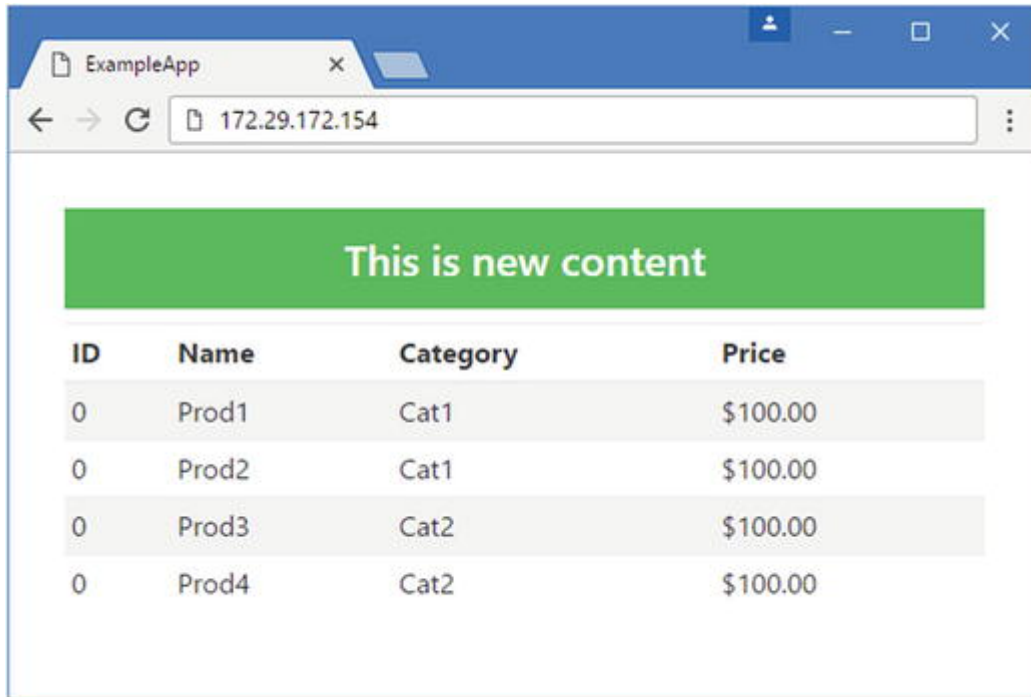 ExampleApp
172.29.172.154
This is new content
ID Name Category Price
0 Prod1 Cat1 $100.00
0 Prod2 Cat1 $100.00
0 Prod3 Cat2 $100.00
0 Prod4 Cat2 $100.00